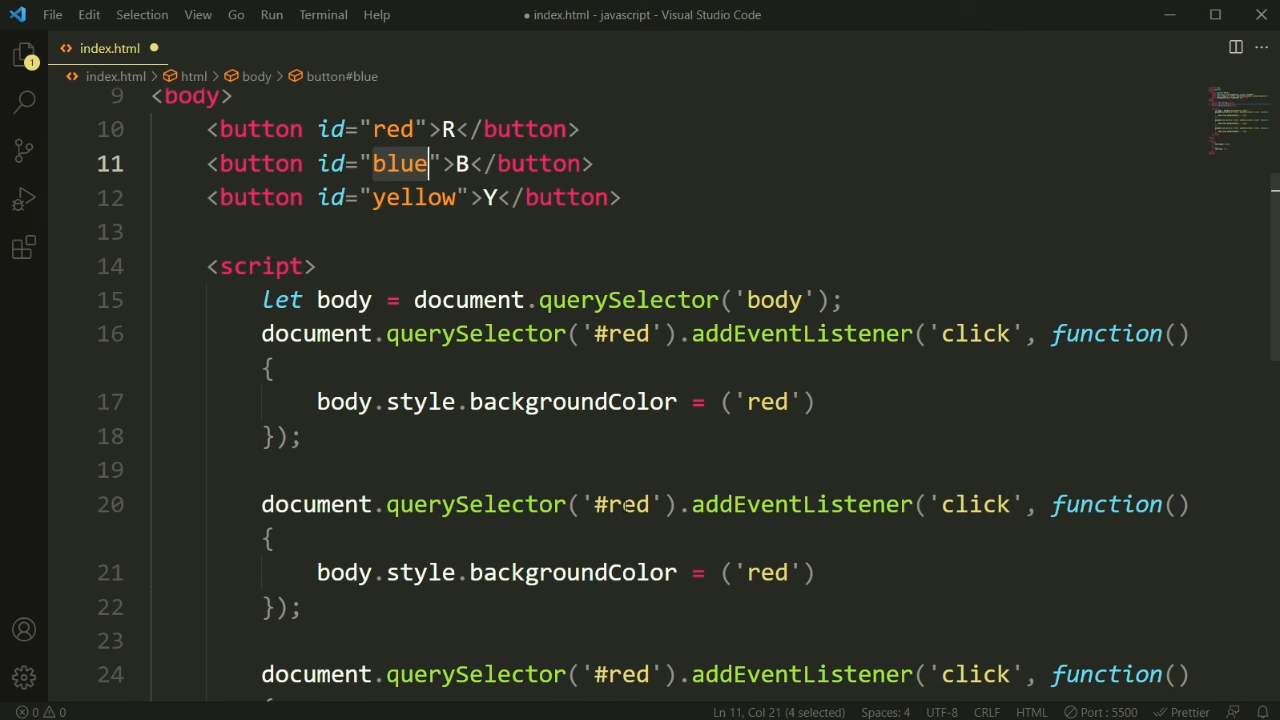 File Edit Selection View Go Run Terminal Help
● index.html - javascript - Visual Studio Code
1
<> index.html ●
<> index.html > html > body > button#blue
9 <body>
10 <button id="red">R</button>
11 <button id="blue">B</button>
12 <button id="yellow">Y</button>
13
14 <script>
15 let body = document.querySelector('body');
16 document.querySelector('#red').addEventListener('click', function()
{
17 body.style.backgroundColor = ('red')
18 });
19
20 document.querySelector('#red').addEventListener('click', function()
{
21 body.style.backgroundColor = ('red')
22 });
23
24 document.querySelector('#red').addEventListener('click', function()
0 0 Ln 11, Col 21 (4 selected) Spaces: 4 UTF-8 CRLF HTML Port : 5500 Prettier